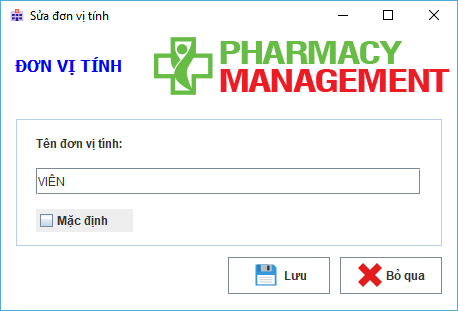 Sửa đơn vị tính
ĐƠN VỊ TÍNH
PHARMACY
MANAGEMENT
Tên đơn vị tính:
VIÊN
Mặc định
Lưu
Bỏ qua